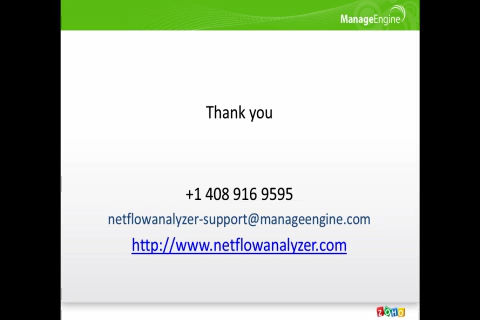 ManageEngine
Thank you
+1 408 916 9595
netflowanalyzer-support@manageengine.com
http://www.netflowanalyzer.com
ZOHO